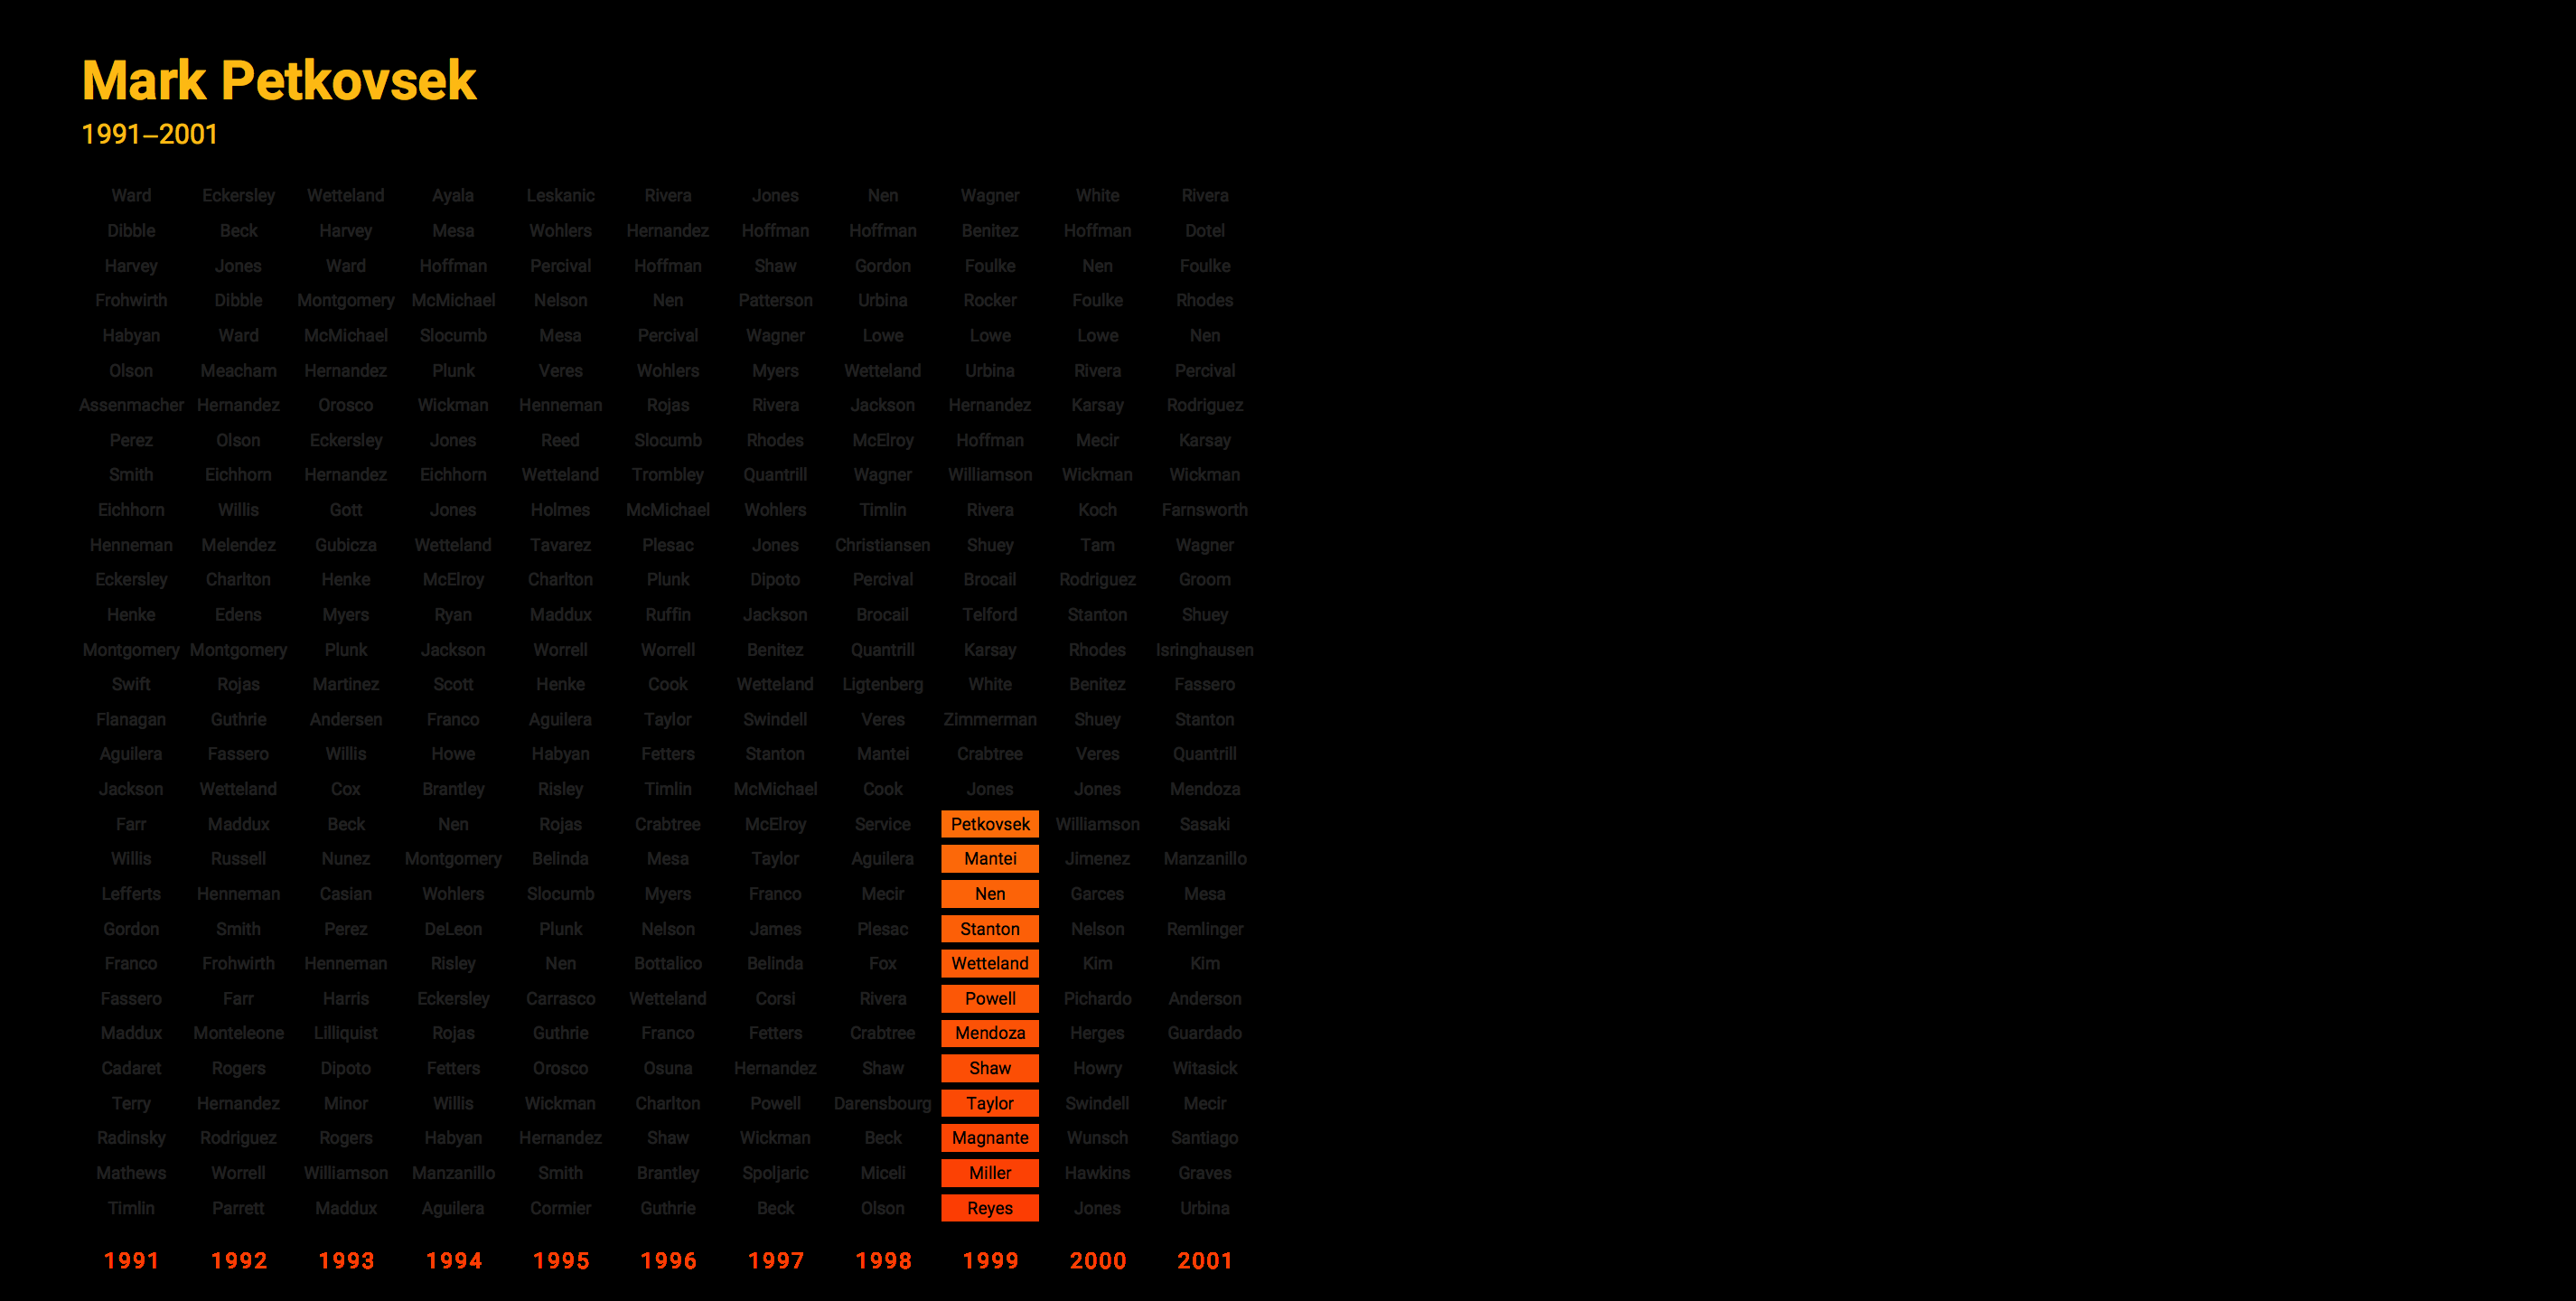 Mark Petkovsek
1991–2001
Ward Eckersley Wetteland Ayala Leskanic Rivera Jones Nen Wagner White Rivera
Dibble Beck Harvey Mesa Wohlers Hernandez Hoffman Hoffman Benitez Hoffman Dotel
Harvey Jones Ward Hoffman Percival Hoffman Shaw Gordon Foulke Nen Foulke
Frohwirth Dibble Montgomery McMichael Nelson Nen Patterson Urbina Rocker Foulke Rhodes
Habyan Ward McMichael Slocumb Mesa Percival Wagner Lowe Lowe Lowe Nen
Olson Meacham Hernandez Plunk Veres Wohlers Myers Wetteland Urbina Rivera Percival
Assenmacher Hernandez Orosco Wickman Henneman Rojas Rivera Jackson Hernandez Karsay Rodriguez
Perez Olson Eckersley Jones Reed Slocumb Rhodes McElroy Hoffman Mecir Karsay
Smith Eichhorn Hernandez Eichhorn Wetteland Trombley Quantrill Wagner Williamson Wickman Wickman
Eichhorn Willis Gott Jones Holmes McMichael Wohlers Timlin Rivera Koch Farnsworth
Henneman Melendez Gubicza Wetteland Tavarez Plesac Jones Christiansen Shuey Tam Wagner
Eckersley Charlton Henke McElroy Charlton Plunk Dipoto Percival Brocail Rodriguez Groom
Henke Edens Myers Ryan Maddux Ruffin Jackson Brocail Telford Stanton Shuey
Montgomery Montgomery Plunk Jackson Worrell Worrell Benitez Quantrill Karsay Rhodes Isringhausen
Swift Rojas Martinez Scott Henke Cook Wetteland Ligtenberg White Benitez Fassero
Flanagan Guthrie Andersen Franco Aguilera Taylor Swindell Veres Zimmerman Shuey Stanton
Aguilera Fassero Willis Howe Habyan Fetters Stanton Mantei Crabtree Veres Quantrill
Jackson Wetteland Cox Brantley Risley Timlin McMichael Cook Jones Jones Mendoza
Farr Maddux Beck Nen Rojas Crabtree McElroy Service Petkovsek Williamson Sasaki
Willis Russell Nunez Montgomery Belinda Mesa Taylor Aguilera Mantei Jimenez Manzanillo
Lefferts Henneman Casian Wohlers Slocumb Myers Franco Mecir Nen Garces Mesa
Gordon Smith Perez DeLeon Plunk Nelson James Plesac Stanton Nelson Remlinger
Franco Frohwirth Henneman Risley Nen Bottalico Belinda Fox Wetteland Kim Kim
Fassero Farr Harris Eckersley Carrasco Wetteland Corsi Rivera Powell Pichardo Anderson
Maddux Monteleone Lilliquist Rojas Guthrie Franco Fetters Crabtree Mendoza Herges Guardado
Cadaret Rogers Dipoto Fetters Orosco Osuna Hernandez Shaw Shaw Howry Witasick
Terry Hernandez Minor Willis Wickman Charlton Powell Darensbourg Taylor Swindell Mecir
Radinsky Rodriguez Rogers Habyan Hernandez Shaw Wickman Beck Magnante Wunsch Santiago
Mathews Worrell Williamson Manzanillo Smith Brantley Spoljaric Miceli Miller Hawkins Graves
Timlin Parrett Maddux Aguilera Cormier Guthrie Beck Olson Reyes Jones Urbina
1991 1992 1993 1994 1995 1996 1997 1998 1999 2000 2001